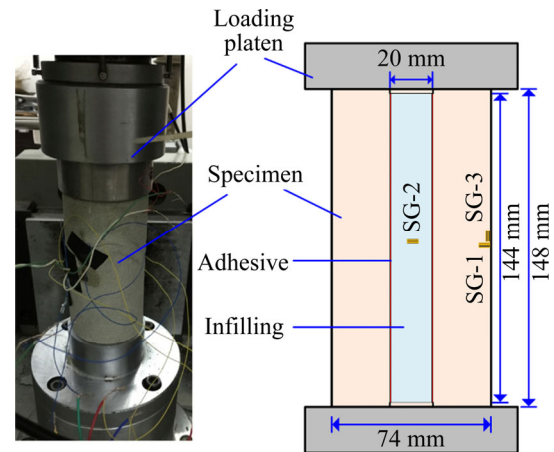 Loading
platen
20 mm
Specimen
SG-2
SG-3
SG-1
Adhesive
Infilling
144 mm
148 mm
74 mm